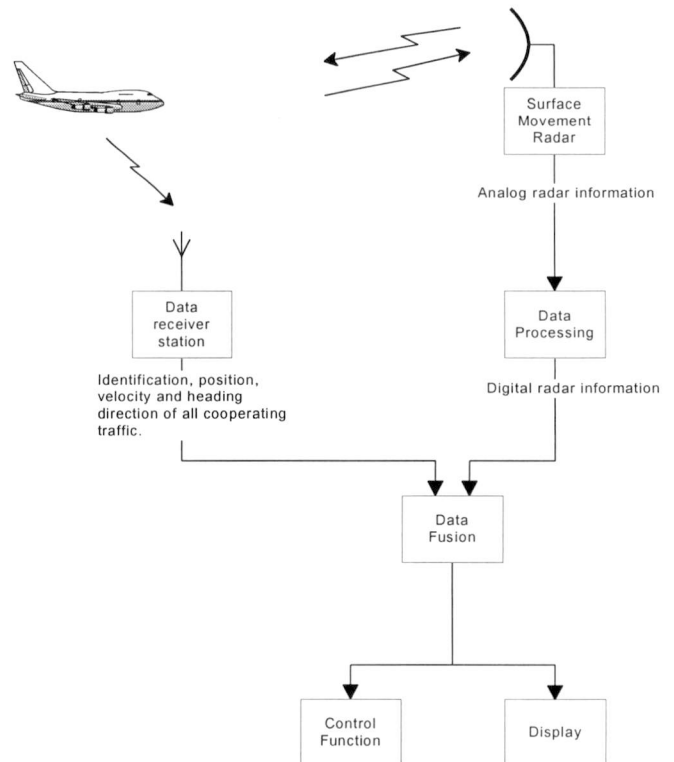 Surface
Movement
Radar
Analog radar information
Data
receiver
station
Data
Processing
Identification, position,
velocity and heading
direction of all cooperating
traffic.
Digital radar information
Data
Fusion
Control
Function
Display